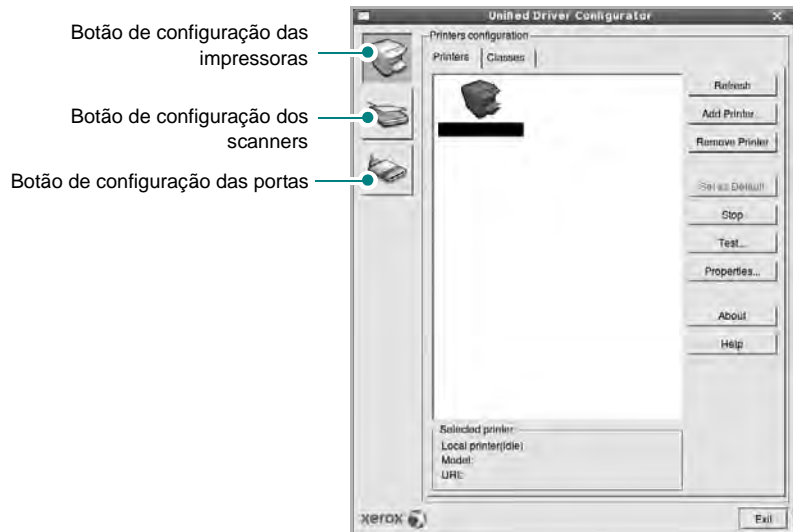 Botão de configuração das
impressoras
Botão de configuração dos
scanners
Botão de configuração das portas
Unified Driver Configurator
Printers configuration
Printers
Classes
Refresh
Add Printer...
Remove Printer
Set as Default
Stop
Test...
Properties...
About
Help
Selected printer
Local printer(idle)
Model:
URI:
xerox
Exit